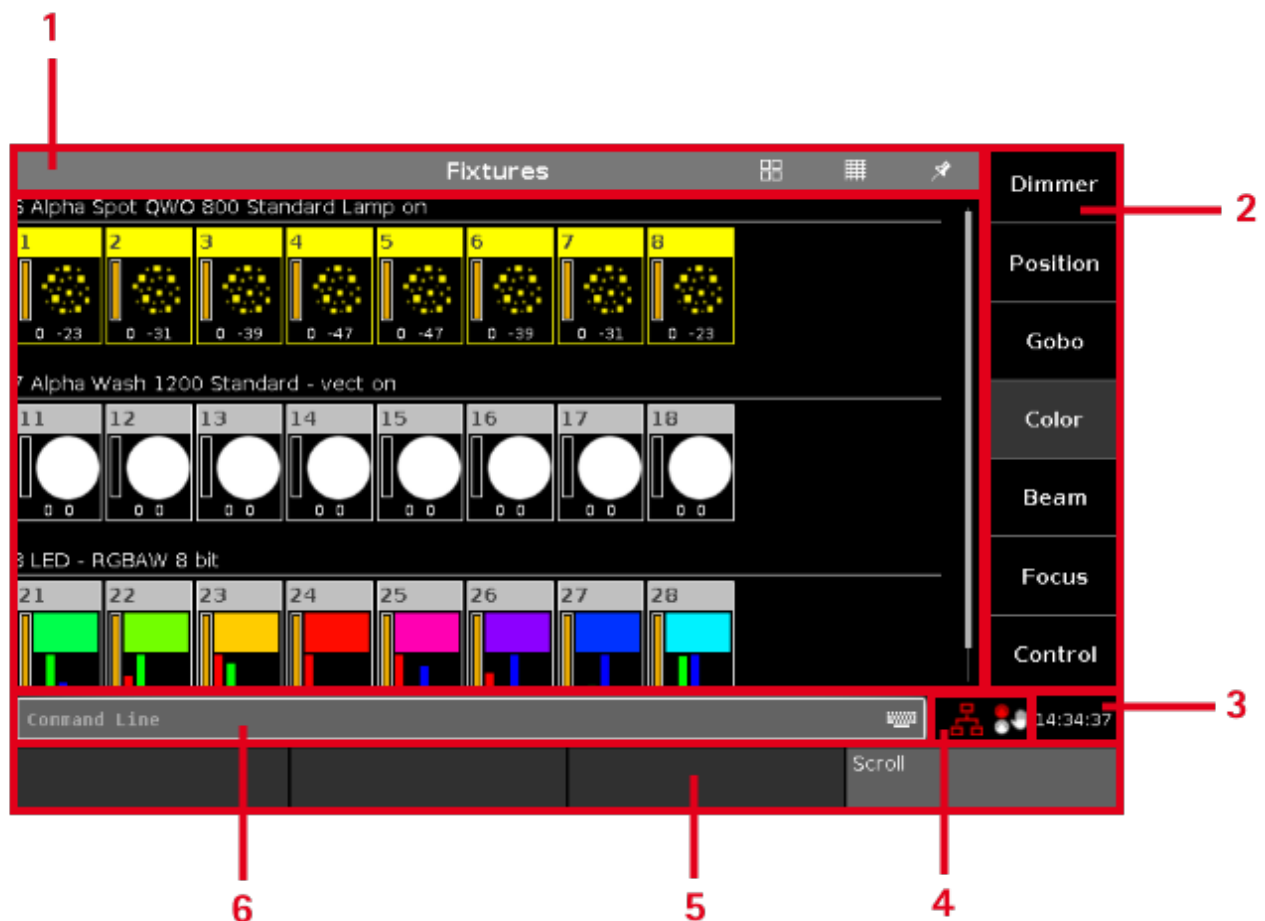 1
Fixtures
Dimmer
2
Alpha Spot QWO 800 Standard Lamp on
1 2 3 4 5 6 7 8
0 -23 0 -31 0 -39 0 -47 0 -47 0 -39 0 -31 0 -23
Position
Gobo
7 Alpha Wash 1200 Standard - vect on
11 12 13 14 15 16 17 18
0 0 0 0 0 0 0 0 0 0 0 0 0 0 0 0
Color
Beam
LED - RGBAW 8 bit
21 22 23 24 25 26 27 28
Focus
Control
Command Line
14:34:37
3
Scroll
6
5
4